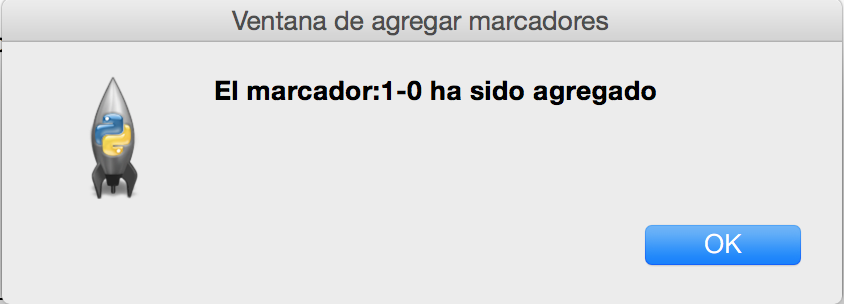 Ventana de agregar marcadores
El marcador:1-0 ha sido agregado
OK